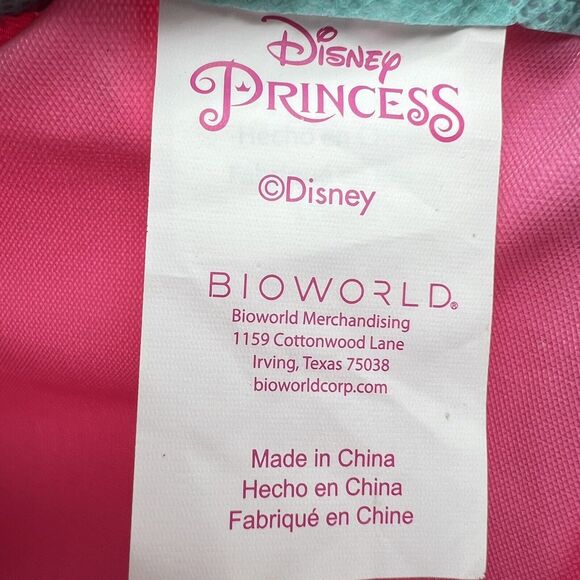 Disney
PRINCESS
©Disney
BIOWORLD®
Bioworld Merchandising
1159 Cottonwood Lane
Irving, Texas 75038
bioworldcorp.com
Made in China
Hecho en China
Fabriqué en Chine